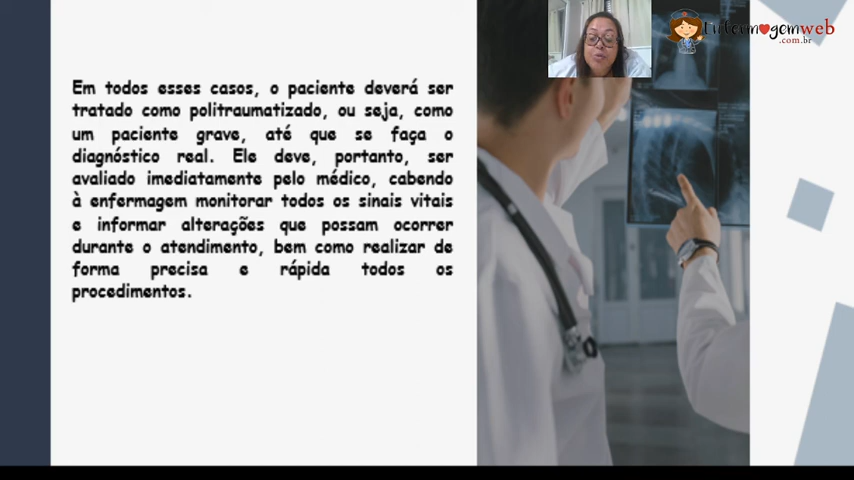 Enfermagemweb
.com.br
Em todos esses casos, o paciente deverá ser
tratado como politraumatizado, ou seja, como
um paciente grave, até que se faça o
diagnóstico real. Ele deve, portanto, ser
avaliado imediatamente pelo médico, cabendo
à enfermagem monitorar todos os sinais vitais
e informar alterações que possam ocorrer
durante o atendimento, bem como realizar de
forma precisa e rápida todos os
procedimentos.